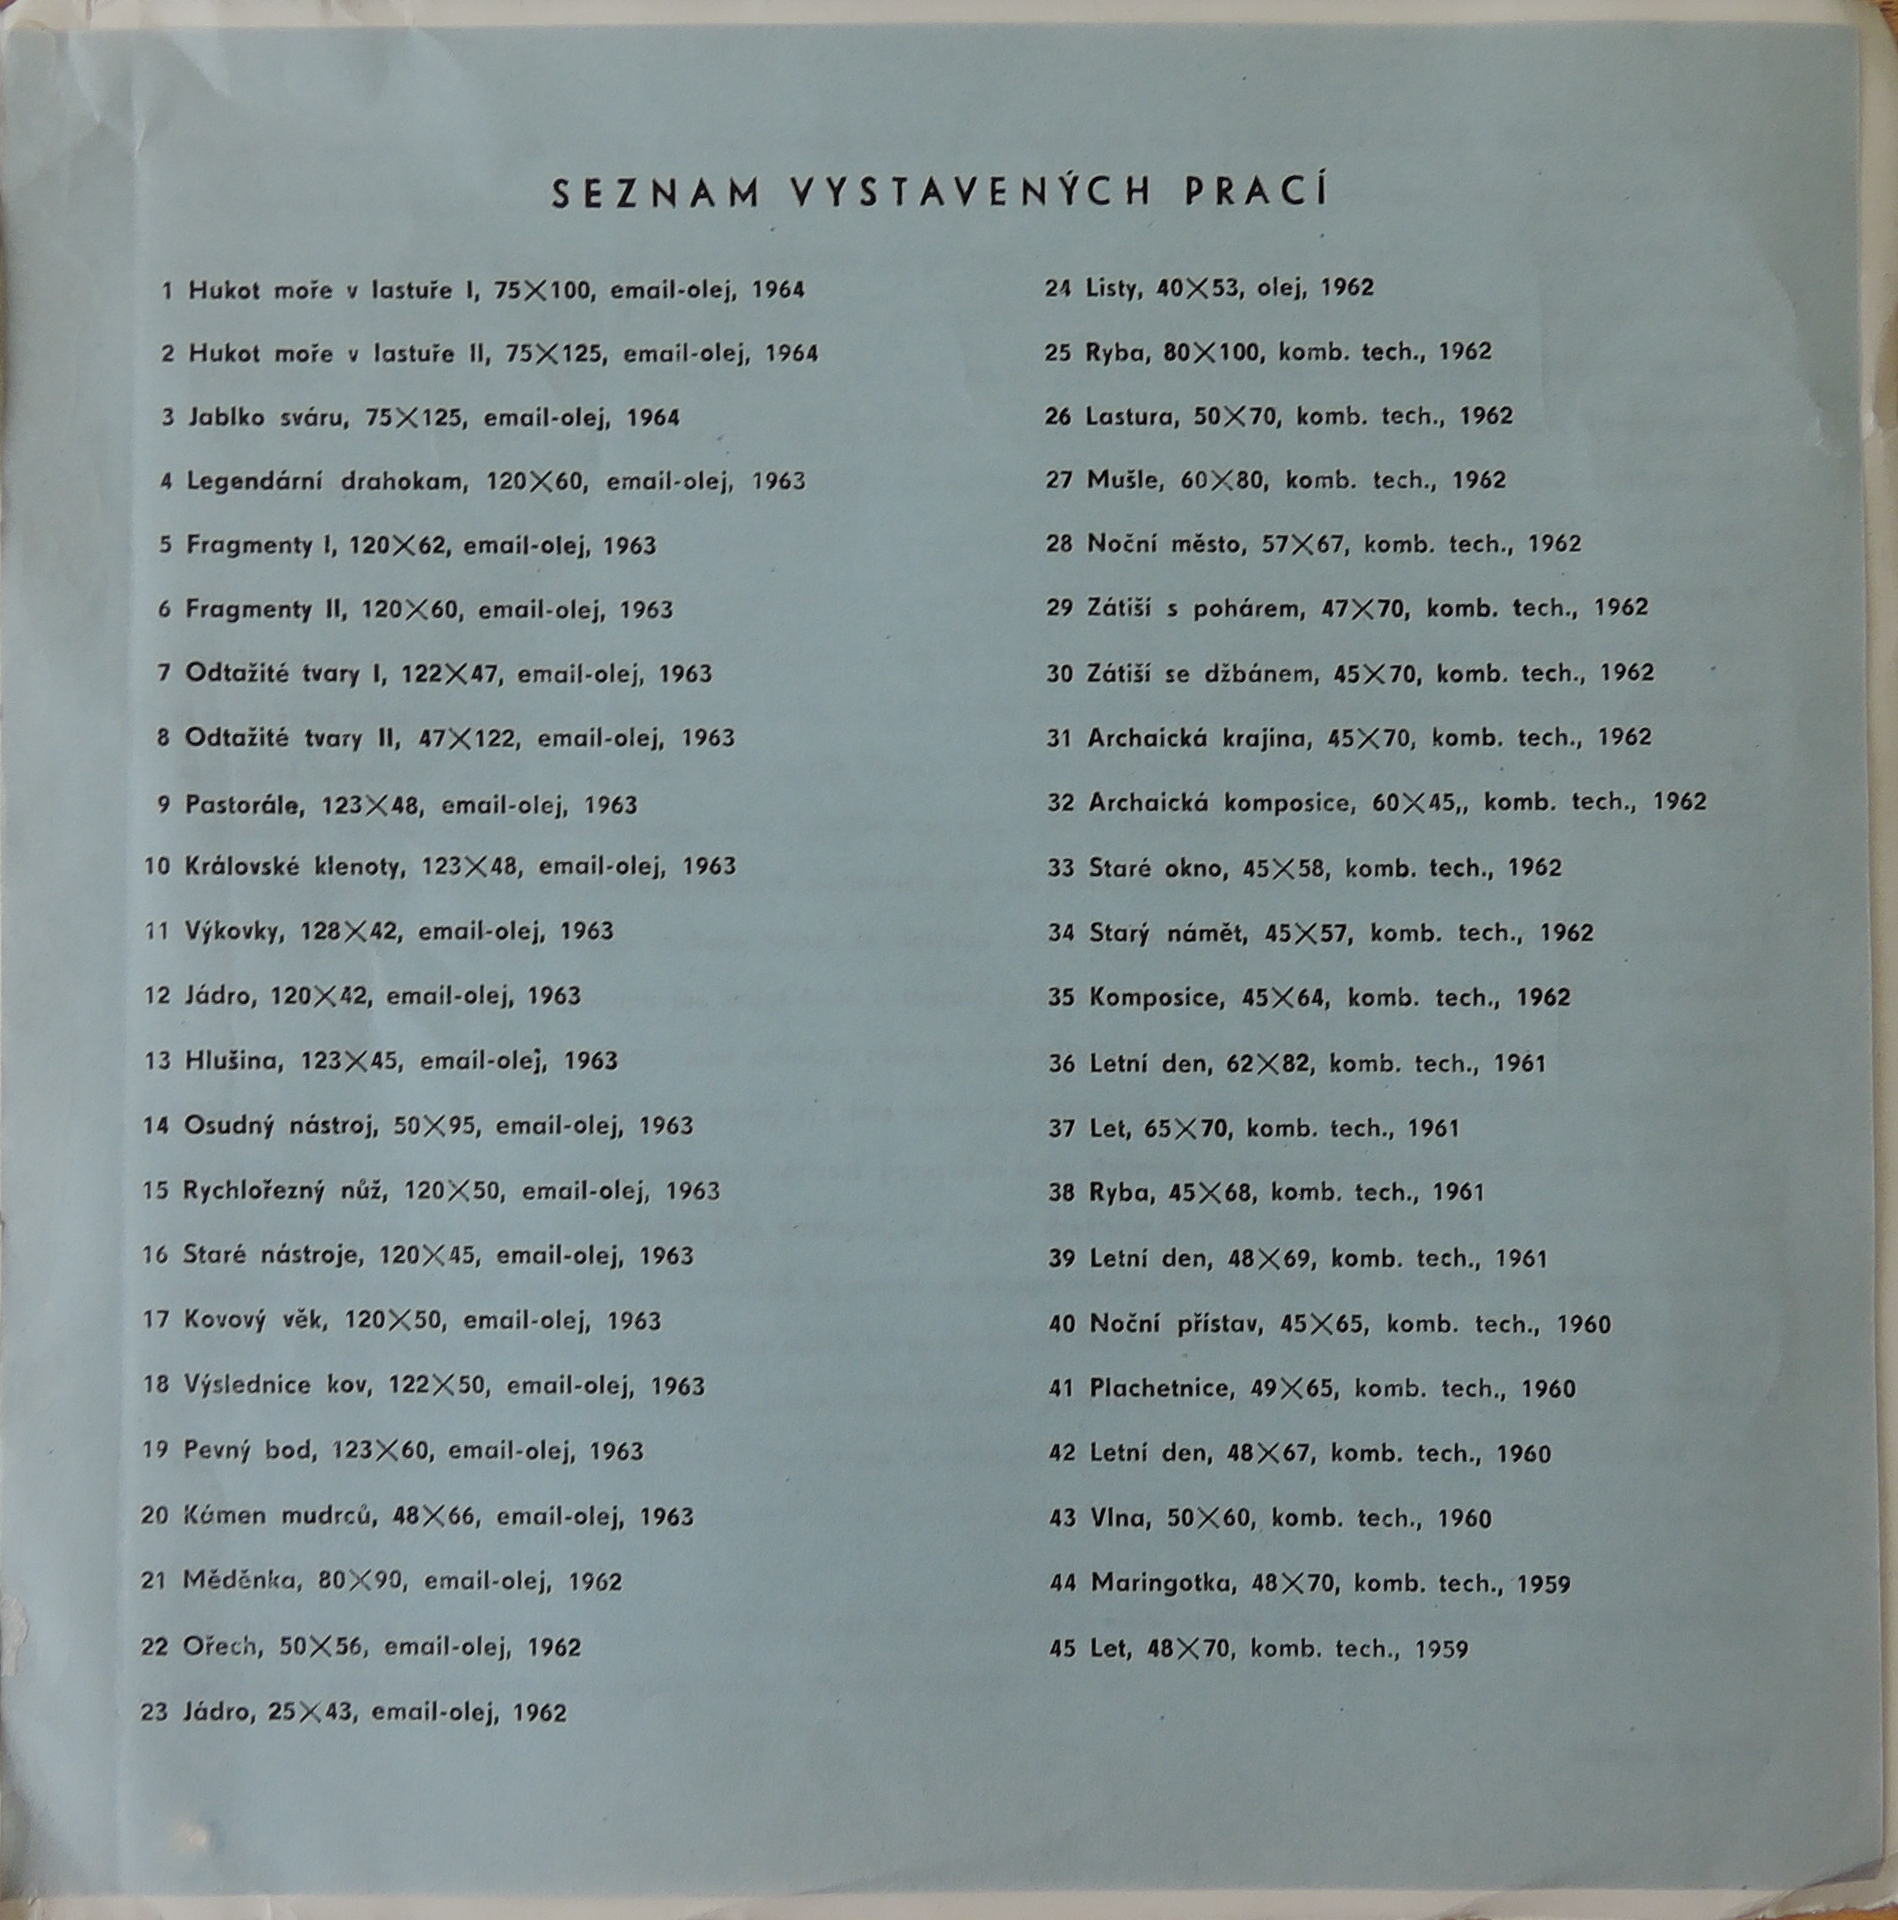 SEZNAM VYSTAVENÝCH PRACÍ
1 Hukot moře v lastuře I, 75×100, email-olej, 1964
2 Hukot moře v lastuře II, 75×125, email-olej, 1964
3 Jablko sváru, 75×125, email-olej, 1964
4 Legendární drahokam, 120×60, email-olej, 1963
5 Fragmenty I, 120×62, email-olej, 1963
6 Fragmenty II, 120×60, email-olej, 1963
7 Odtažité tvary I, 122×47, email-olej, 1963
8 Odtažité tvary II, 47×122, email-olej, 1963
9 Pastorále, 123×48, email-olej, 1963
10 Královské klenoty, 123×48, email-olej, 1963
11 Výkovky, 128×42, email-olej, 1963
12 Jádro, 120×42, email-olej, 1963
13 Hlušina, 123×45, email-olej, 1963
14 Osudný nástroj, 50×95, email-olej, 1963
15 Rychlořezný nůž, 120×50, email-olej, 1963
16 Staré nástroje, 120×45, email-olej, 1963
17 Kovový věk, 120×50, email-olej, 1963
18 Výslednice kov, 122×50, email-olej, 1963
19 Pevný bod, 123×60, email-olej, 1963
20 Kámen mudrců, 48×66, email-olej, 1963
21 Měděnka, 80×90, email-olej, 1962
22 Ořech, 50×56, email-olej, 1962
23 Jádro, 25×43, email-olej, 1962
24 Listy, 40×53, olej, 1962
25 Ryba, 80×100, komb. tech., 1962
26 Lastura, 50×70, komb. tech., 1962
27 Mušle, 60×80, komb. tech., 1962
28 Noční město, 57×67, komb. tech., 1962
29 Zátiší s pohárem, 47×70, komb. tech., 1962
30 Zátiší se džbánem, 45×70, komb. tech., 1962
31 Archaická krajina, 45×70, komb. tech., 1962
32 Archaická komposice, 60×45,, komb. tech., 1962
33 Staré okno, 45×58, komb. tech., 1962
34 Starý námět, 45×57, komb. tech., 1962
35 Komposice, 45×64, komb. tech., 1962
36 Letní den, 62×82, komb. tech., 1961
37 Let, 65×70, komb. tech., 1961
38 Ryba, 45×68, komb. tech., 1961
39 Letní den, 48×69, komb. tech., 1961
40 Noční přístav, 45×65, komb. tech., 1960
41 Plachetnice, 49×65, komb. tech., 1960
42 Letní den, 48×67, komb. tech., 1960
43 Vlna, 50×60, komb. tech., 1960
44 Maringotka, 48×70, komb. tech., 1959
45 Let, 48×70, komb. tech., 1959